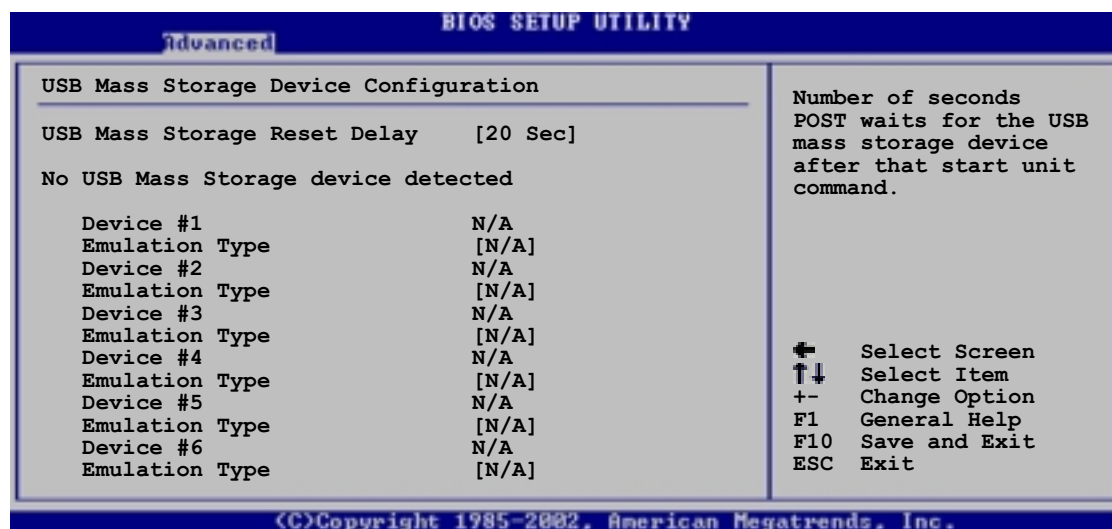 BIOS SETUP UTILITY
Advanced
USB Mass Storage Device Configuration
USB Mass Storage Reset Delay [20 Sec]
No USB Mass Storage device detected
Device #1 N/A
Emulation Type [N/A]
Device #2 N/A
Emulation Type [N/A]
Device #3 N/A
Emulation Type [N/A]
Device #4 N/A
Emulation Type [N/A]
Device #5 N/A
Emulation Type [N/A]
Device #6 N/A
Emulation Type [N/A]
Number of seconds
POST waits for the USB
mass storage device
after that start unit
command.
← Select Screen
↑↓ Select Item
+- Change Option
F1 General Help
F10 Save and Exit
ESC Exit
(C)Copyright 1985-2002, American Megatrends, Inc.